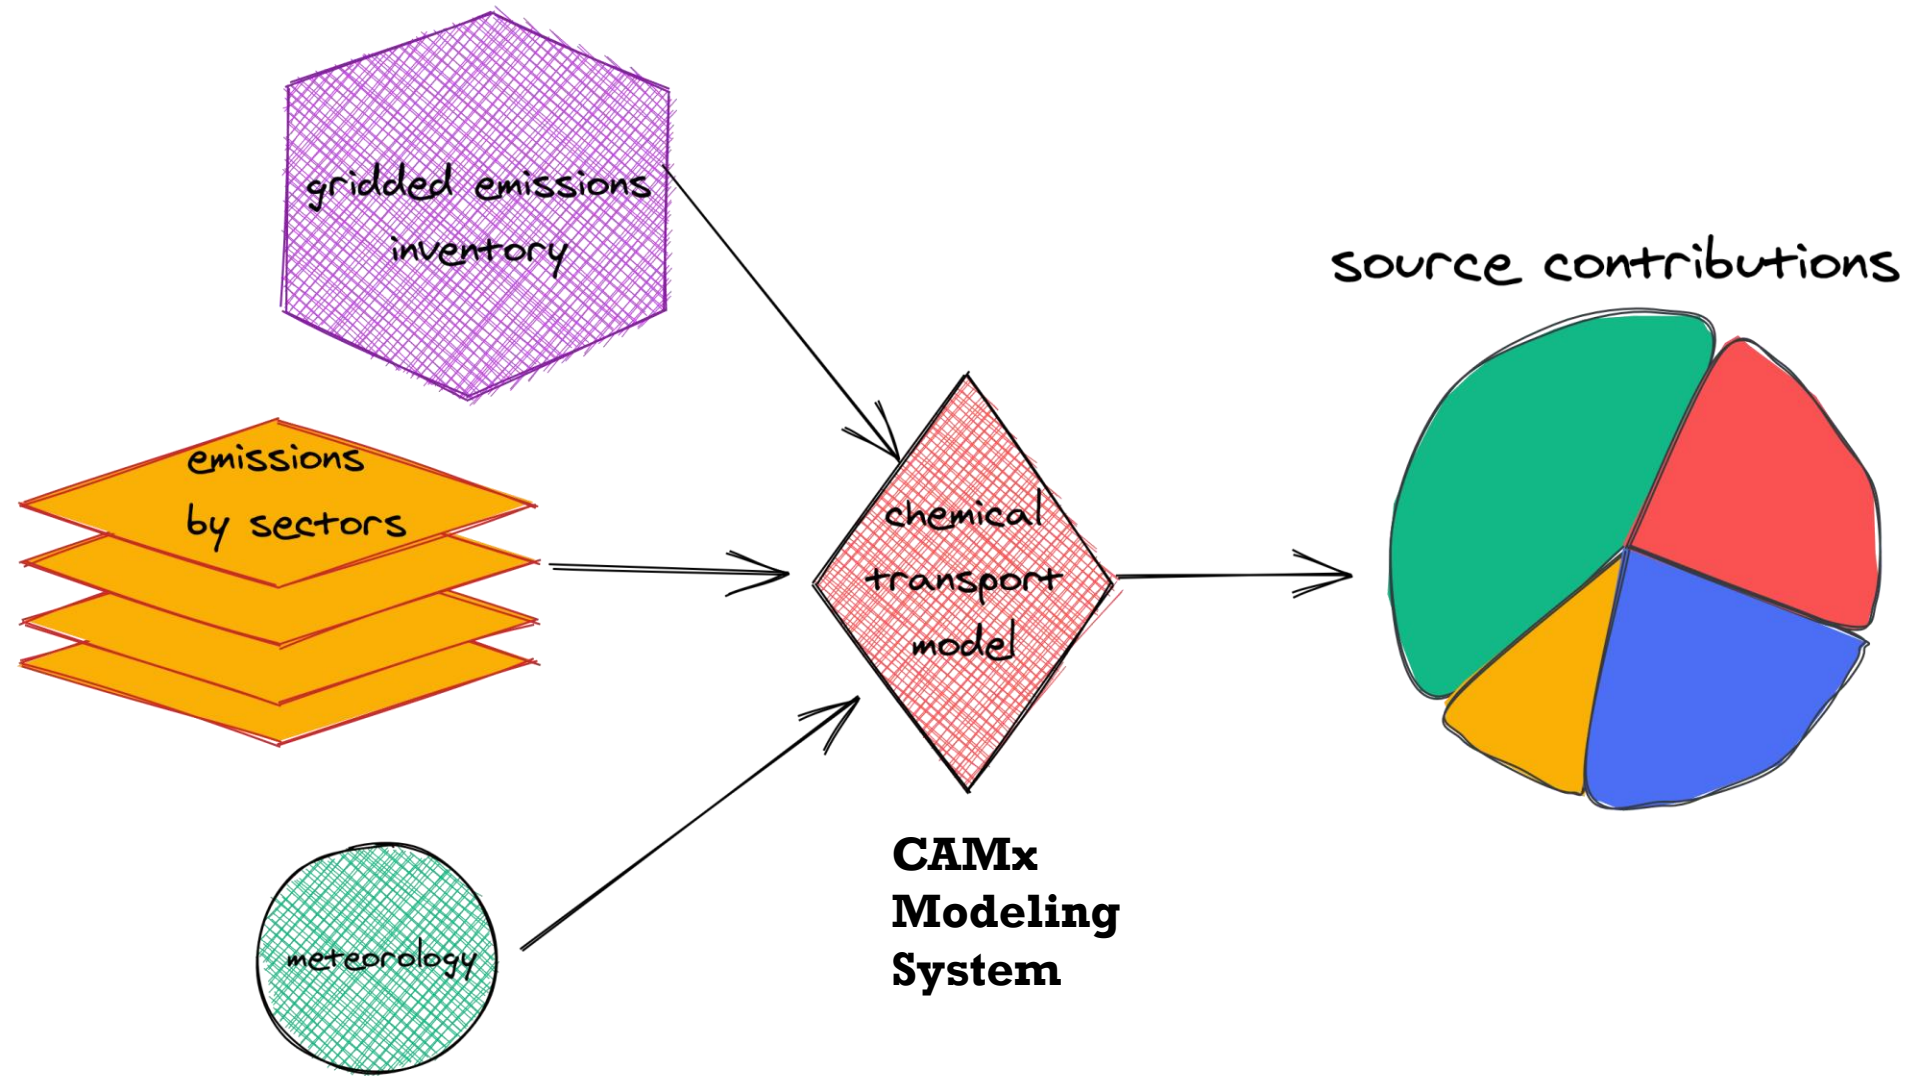 gridded emissions
inventory
emissions
by sectors
meteorology
chemical
transport
model
CAMx
Modeling
System
source contributions